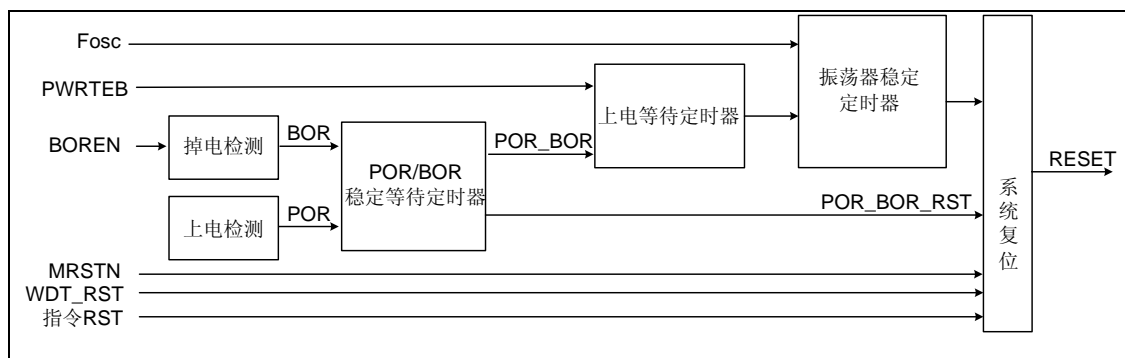 Fosc
PWRTEB
BOREN
掉电检测
BOR
上电检测
POR
POR/BOR
稳定等待定时器
POR_BOR
上电等待定时器
振荡器稳定
定时器
POR_BOR_RST
MRSTN
WDT_RST
指令RST
系统复位
RESET